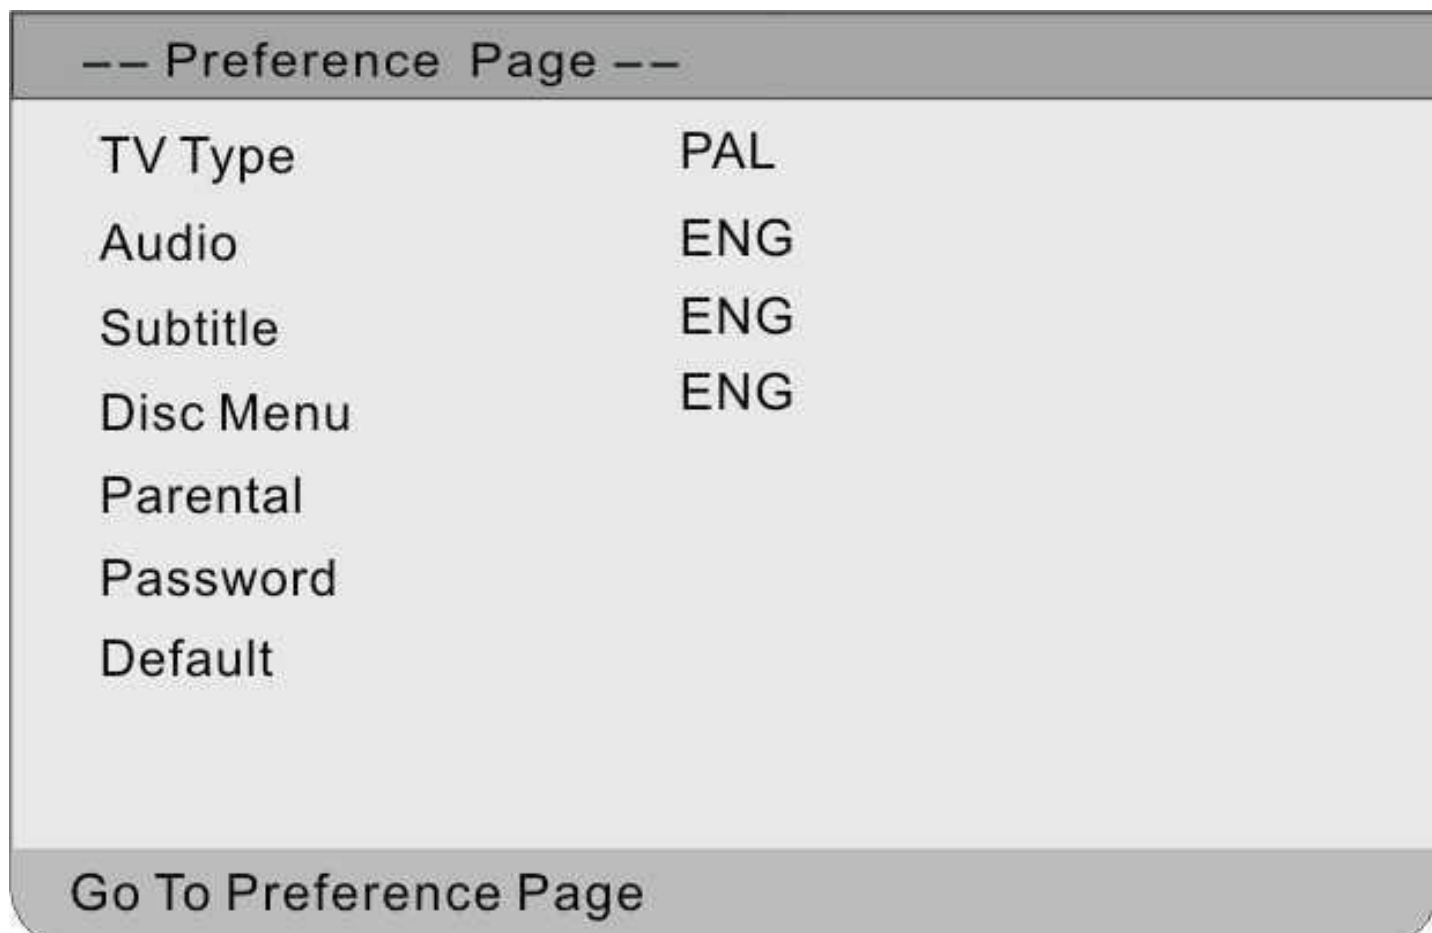 -- Preference Page --
TV Type PAL
Audio ENG
Subtitle ENG
Disc Menu ENG
Parental
Password
Default
Go To Preference Page